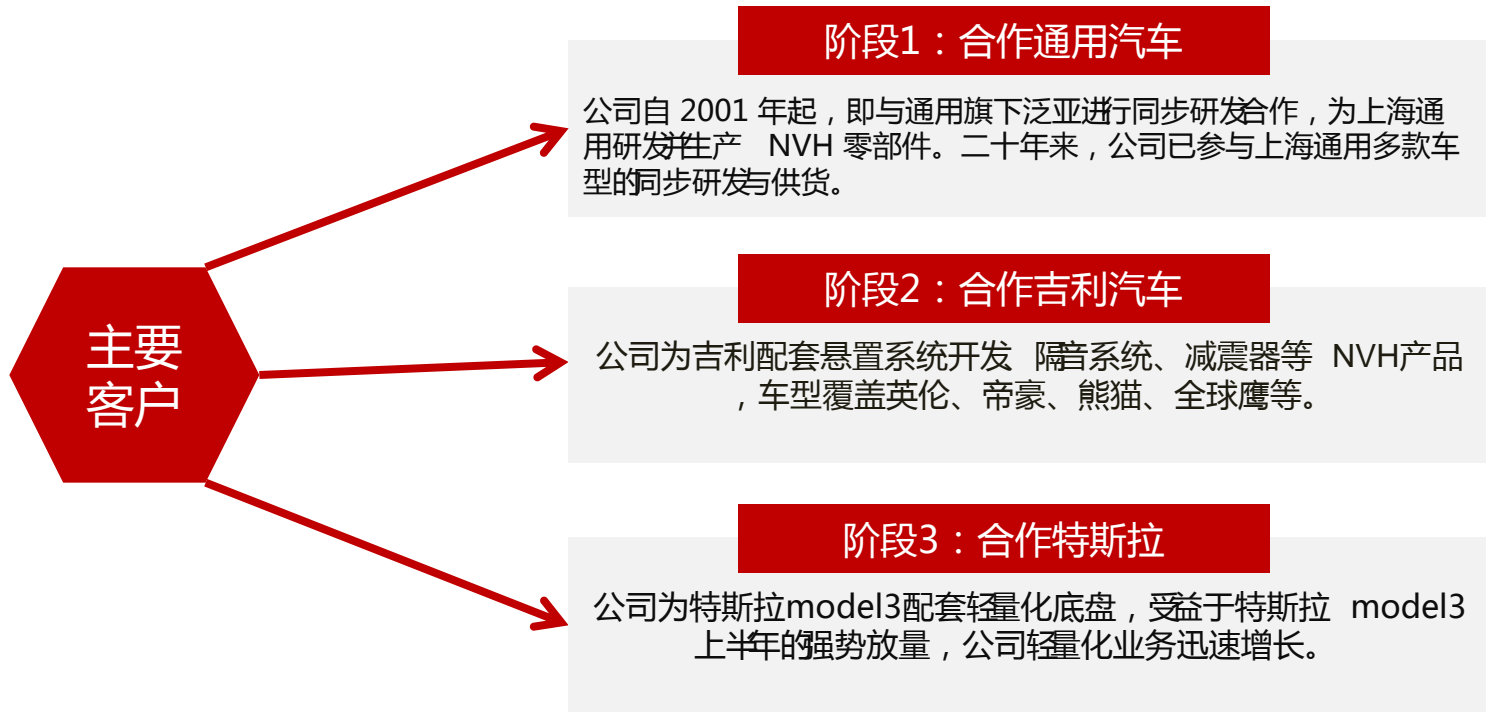 主要
客户
阶段1：合作通用汽车
公司自 2001 年起，即与通用旗下泛亚进行同步研发合作，为上海通
用研发并生产 NVH 零部件。二十年来，公司已参与上海通用多款车
型的同步研发与供货。
阶段2：合作吉利汽车
公司为吉利配套悬置系统开发、隔音系统、减震器等 NVH产品
，车型覆盖英伦、帝豪、熊猫、全球鹰等。
阶段3：合作特斯拉
公司为特斯拉model3配套轻量化底盘，受益于特斯拉 model3
上半年的强势放量，公司轻量化业务迅速增长。